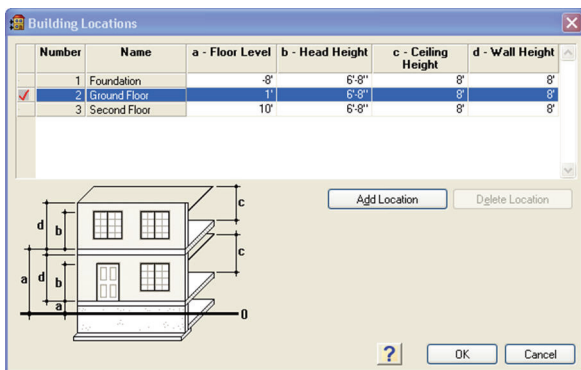 Building Locations
Number Name a - Floor Level b - Head Height c - Ceiling Height d - Wall Height
1 Foundation -8' 6'-8" 8' 8'
2 Ground Floor 1' 6'-8" 8' 8'
3 Second Floor 10' 6'-8" 8' 8'
Add Location Delete Location
c
d b
c
a d b
a
0
? OK Cancel